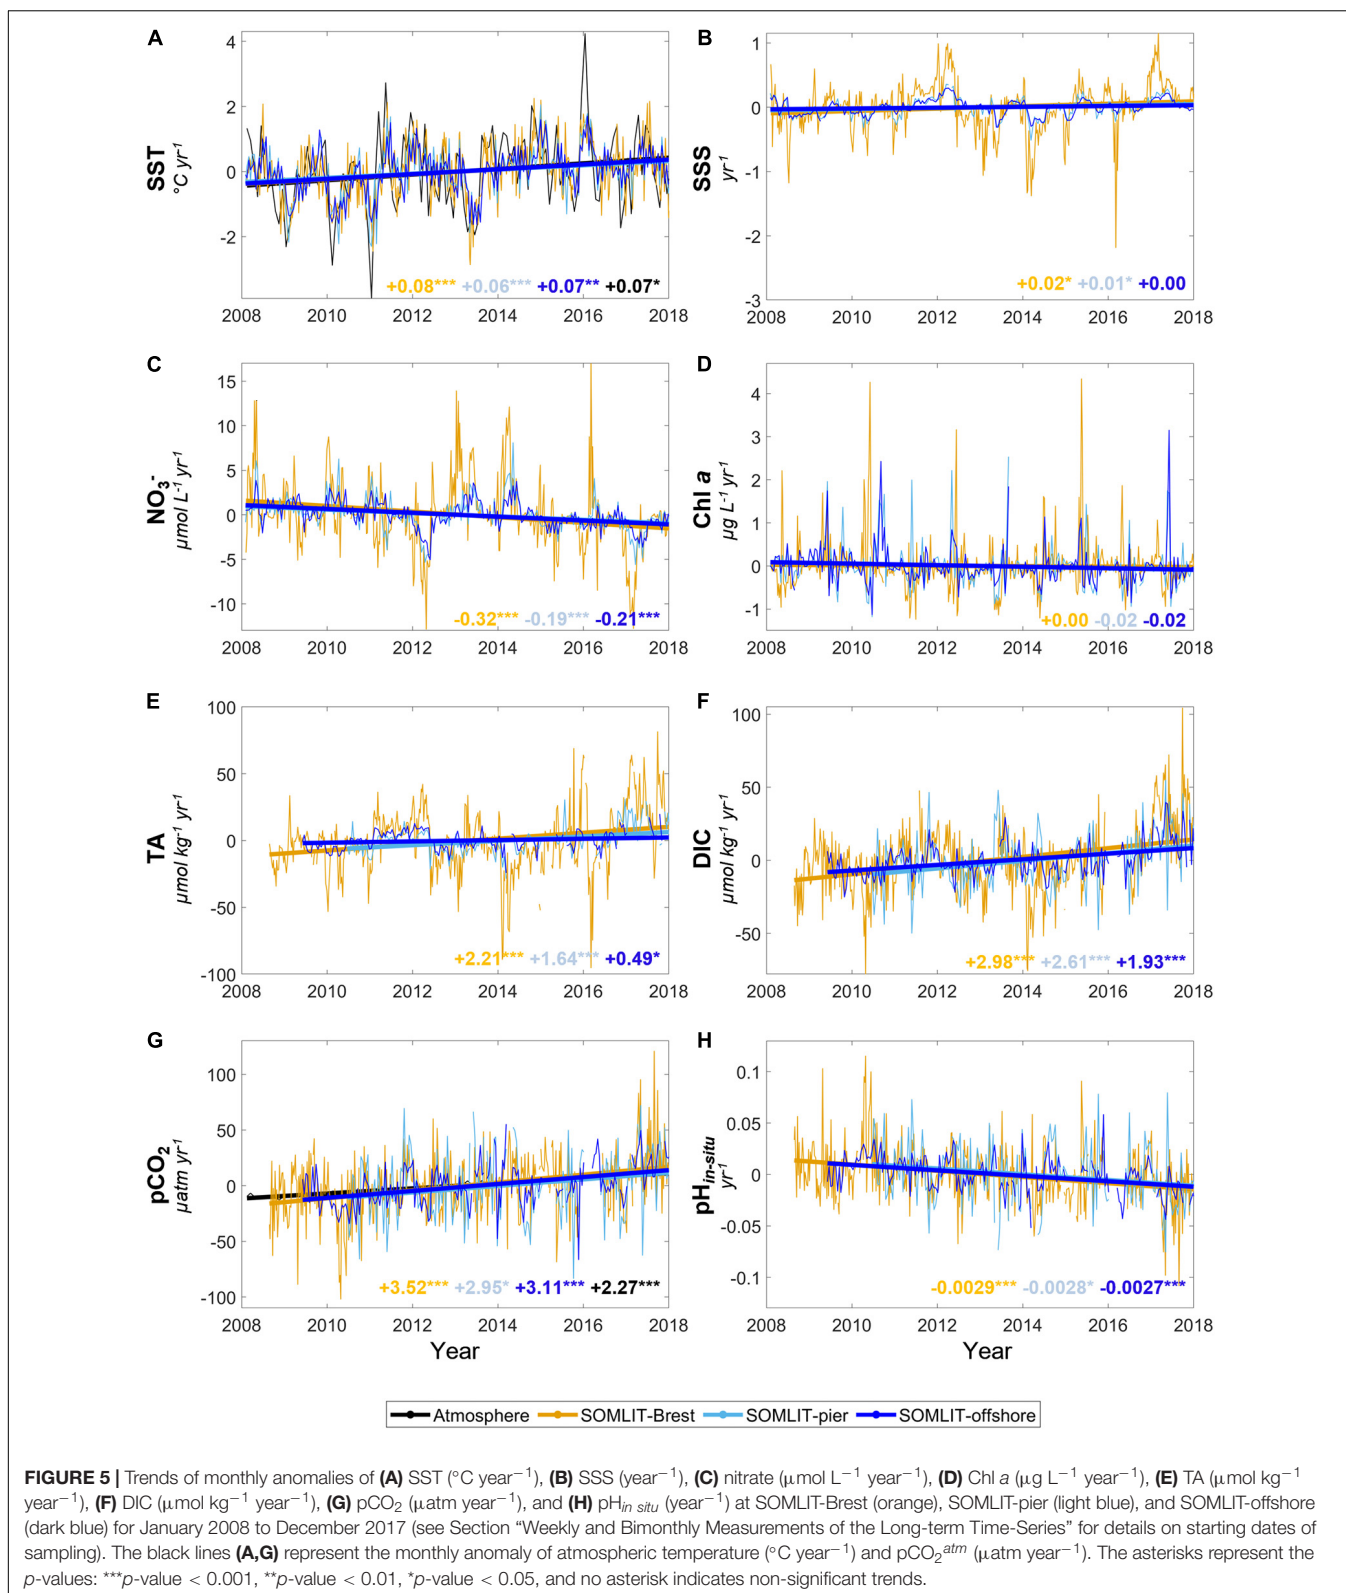 A
4
2
0
-2
SST
°C yr¹
+0.08*** +0.06*** +0.07** +0.07*
2008 2010 2012 2014 2016 2018
B
1
0
-1
-2
-3
SSS
yr¹
+0.02* +0.01* +0.00
2008 2010 2012 2014 2016 2018
C
15
10
5
0
-5
-10
NO₃⁻
µmol L⁻¹ yr⁻¹
-0.32*** -0.19*** -0.21***
2008 2010 2012 2014 2016 2018
D
4
3
2
1
0
-1
Chl a
µg L⁻¹ yr⁻¹
+0.00 -0.02 -0.02
2008 2010 2012 2014 2016 2018
E
100
50
0
-50
-100
TA
µmol kg⁻¹ yr⁻¹
+2.21*** +1.64*** +0.49*
2008 2010 2012 2014 2016 2018
F
100
50
0
-50
DIC
µmol kg⁻¹ yr⁻¹
+2.98*** +2.61*** +1.93***
2008 2010 2012 2014 2016 2018
G
100
50
0
-50
-100
pCO₂
µatm yr⁻¹
+3.52*** +2.95* +3.11*** +2.27***
2008 2010 2012 2014 2016 2018
Year
H
0.1
0.05
0
-0.05
-0.1
pH in-situ
yr⁻¹
-0.0029*** -0.0028* -0.0027***
2008 2010 2012 2014 2016 2018
Year
Atmosphere SOMLIT-Brest SOMLIT-pier SOMLIT-offshore
FIGURE 5 | Trends of monthly anomalies of (A) SST (°C year⁻¹), (B) SSS (year⁻¹), (C) nitrate (µmol L⁻¹ year⁻¹), (D) Chl a (µg L⁻¹ year⁻¹), (E) TA (µmol kg⁻¹
year⁻¹), (F) DIC (µmol kg⁻¹ year⁻¹), (G) pCO₂ (µatm year⁻¹), and (H) pH in situ (year⁻¹) at SOMLIT-Brest (orange), SOMLIT-pier (light blue), and SOMLIT-offshore
(dark blue) for January 2008 to December 2017 (see Section “Weekly and Bimonthly Measurements of the Long-term Time-Series” for details on starting dates of
sampling). The black lines (A,G) represent the monthly anomaly of atmospheric temperature (°C year⁻¹) and pCO₂ᵃᵗᵐ (µatm year⁻¹). The asterisks represent the
p-values: ***p-value < 0.001, **p-value < 0.01, *p-value < 0.05, and no asterisk indicates non-significant trends.